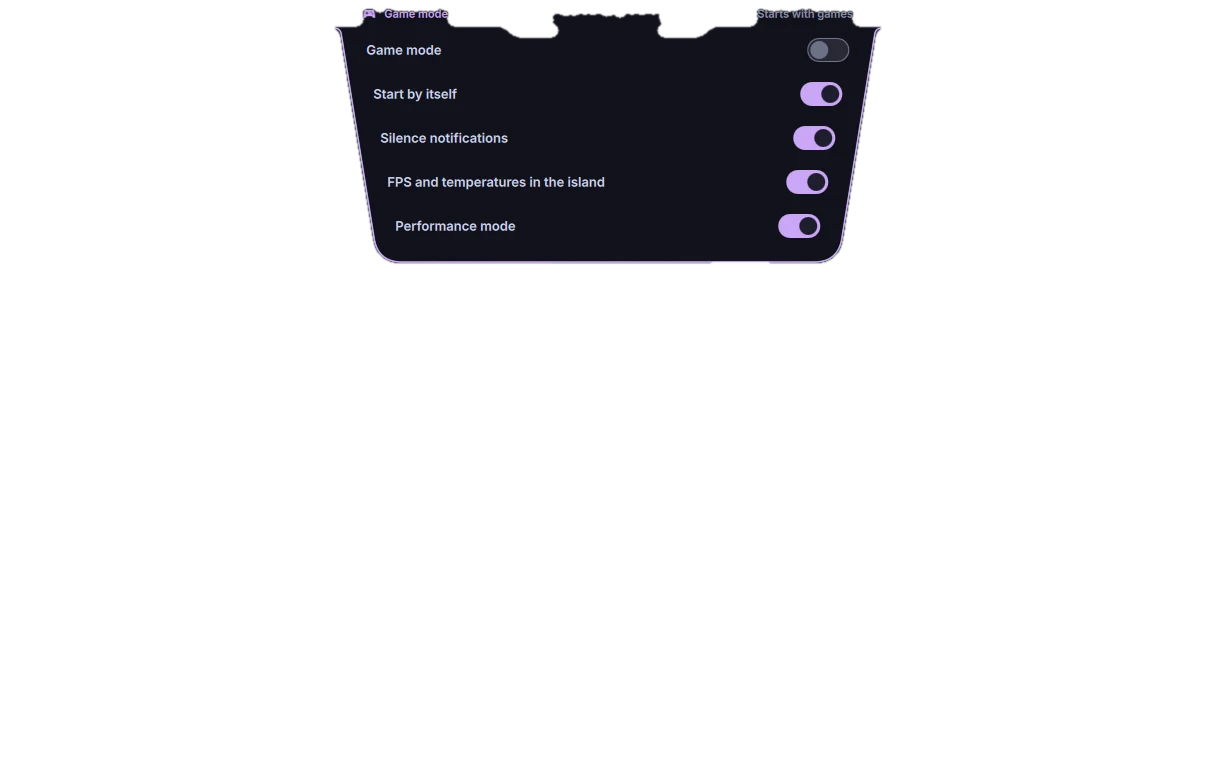 Game mode
Starts with games
Game mode
Start by itself
Silence notifications
FPS and temperatures in the island
Performance mode